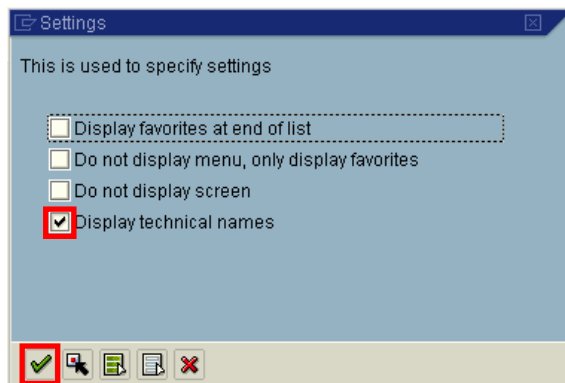 Settings
This is used to specify settings
Display favorites at end of list
Do not display menu, only display favorites
Do not display screen
Display technical names